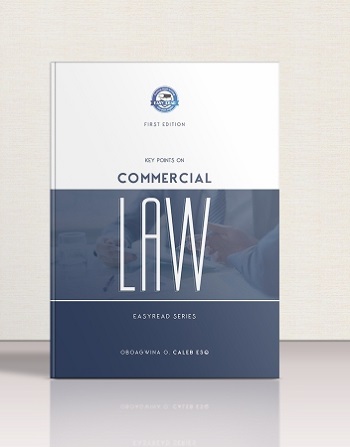 FIRST EDITION
KEY POINTS ON
COMMERCIAL
LAW
EASYREAD SERIES
OBOAGWINA O. CALEB ESQ